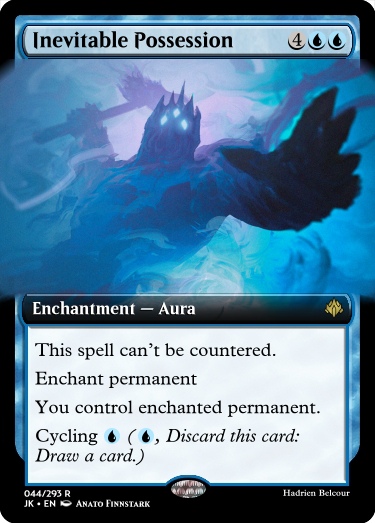 Inevitable Possession 4
Enchantment — Aura
This spell can't be countered.
Enchant permanent
You control enchanted permanent.
Cycling (, Discard this card:
Draw a card.)
044/293 R
JK • EN ANATO FINNSTARK
Hadrien Belcour